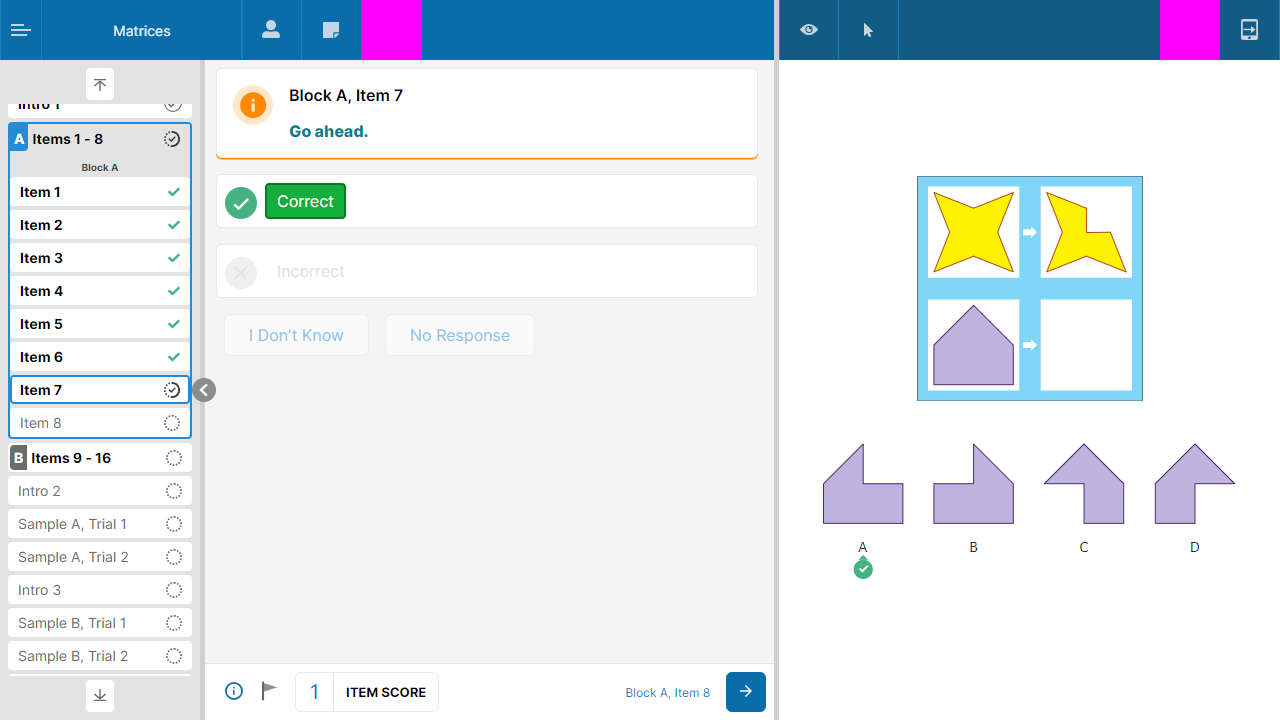 Matrices
Intro 1
A Items 1 - 8
Block A
Item 1
Item 2
Item 3
Item 4
Item 5
Item 6
Item 7
Item 8
B Items 9 - 16
Intro 2
Sample A, Trial 1
Sample A, Trial 2
Intro 3
Sample B, Trial 1
Sample B, Trial 2
Block A, Item 7
Go ahead.
Correct
Incorrect
I Don't Know No Response
1 ITEM SCORE
Block A, Item 8
A B C D